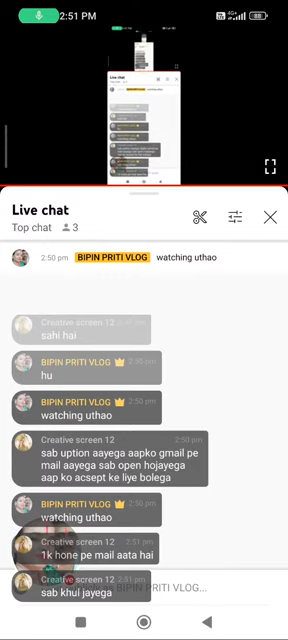 2:51 PM
4G+
88
Live chat
Top chat 3
2:50 pm BIPIN PRITI VLOG watching uthao
Creative screen 12
sahi hai
BIPIN PRITI VLOG 2:50 pm
hu
BIPIN PRITI VLOG 2:50 pm
watching uthao
Creative screen 12 2:50 pm
sab uption aayega aapko gmail pe
mail aayega sab open hojayega
aap ko acsept ke liye bolega
BIPIN PRITI VLOG 2:50 pm
watching uthao
Creative screen 12 2:51 pm
1k hone pe mail aata hai
Creative screen 12 2:51 pm
sab khul jayega
BIPIN PRITI VLOG...